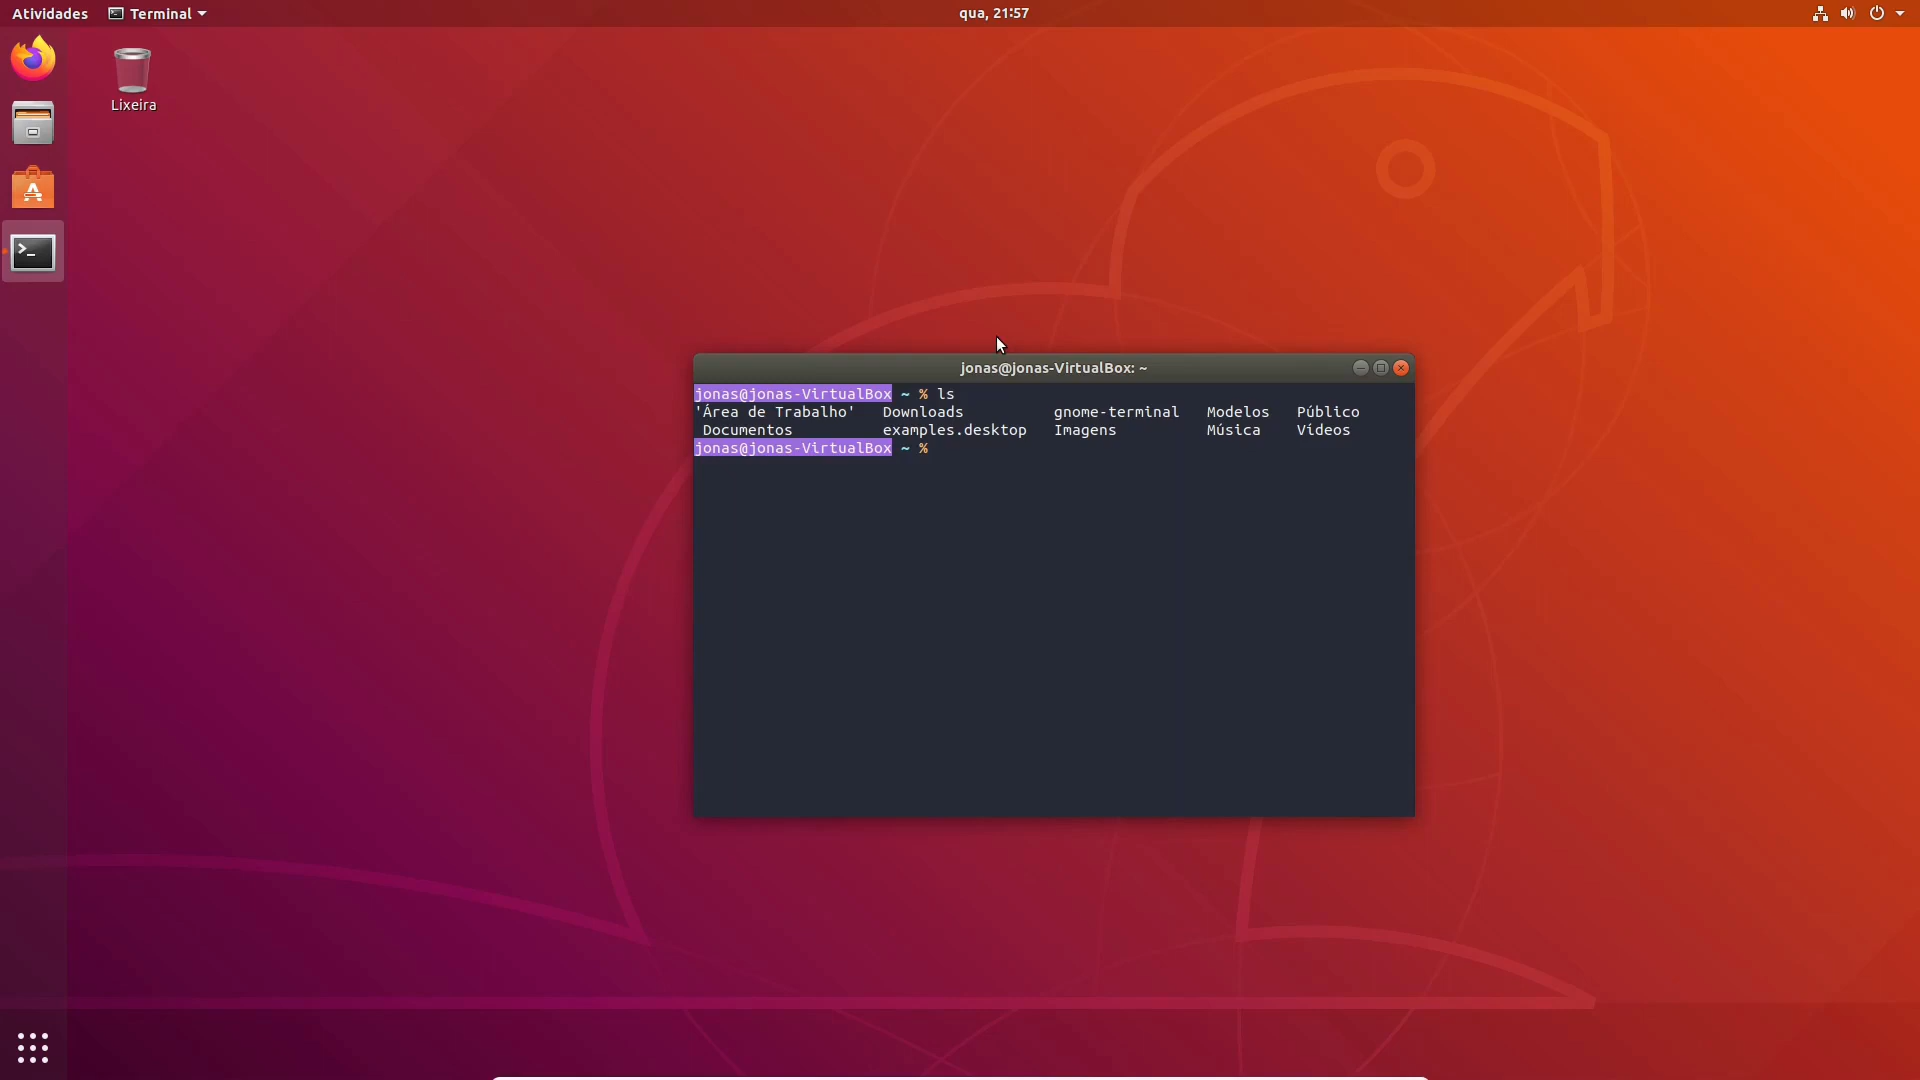 Atividades Terminal qua, 21:57
Lixeira
jonas@jonas-VirtualBox: ~
jonas@jonas-VirtualBox ~ % ls
'Área de Trabalho' Downloads gnome-terminal Modelos Público
Documentos examples.desktop Imagens Música Vídeos
jonas@jonas-VirtualBox ~ %